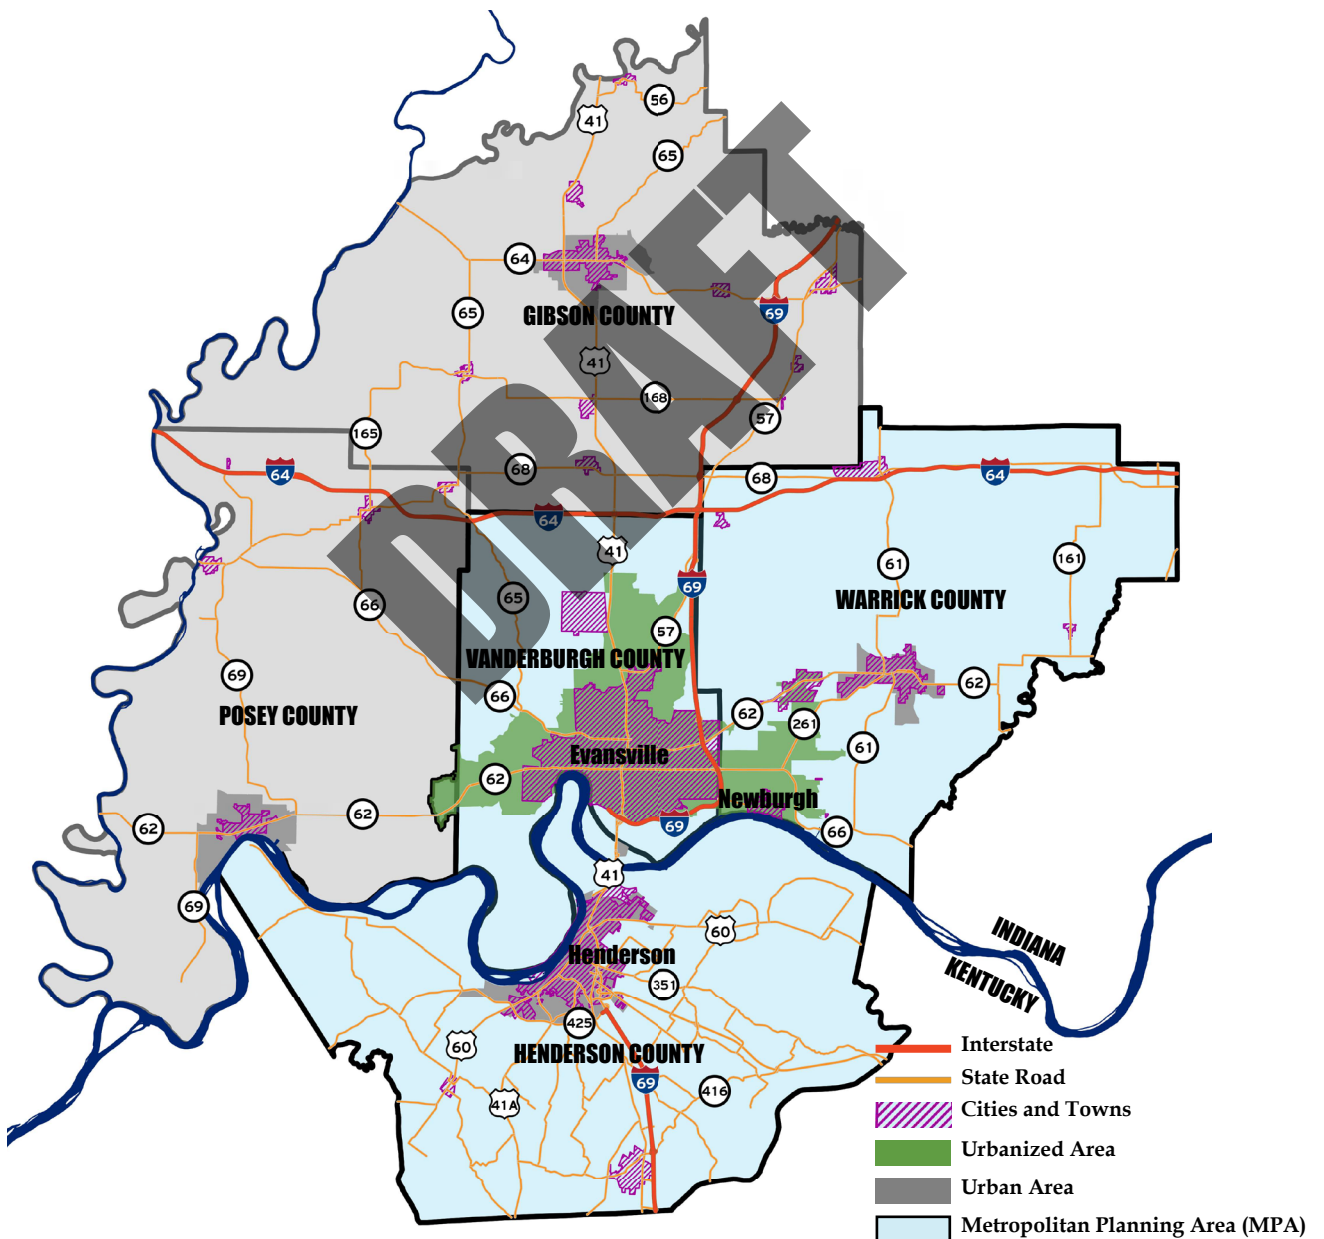 56
41
65
64
65
GIBSON COUNTY
69
41
168
57
165
68
64
68
64
64
41
61
161
69
66
65
57
WARRICK COUNTY
VANDERBURGH COUNTY
69
66
62
62
261
POSEY COUNTY
61
Evansville
62
Newburgh
62
62
69
66
41
69
60
INDIANA
Henderson
KENTUCKY
351
425
60
HENDERSON COUNTY
69
416
41A
DRAFT
Interstate
State Road
Cities and Towns
Urbanized Area
Urban Area
Metropolitan Planning Area (MPA)